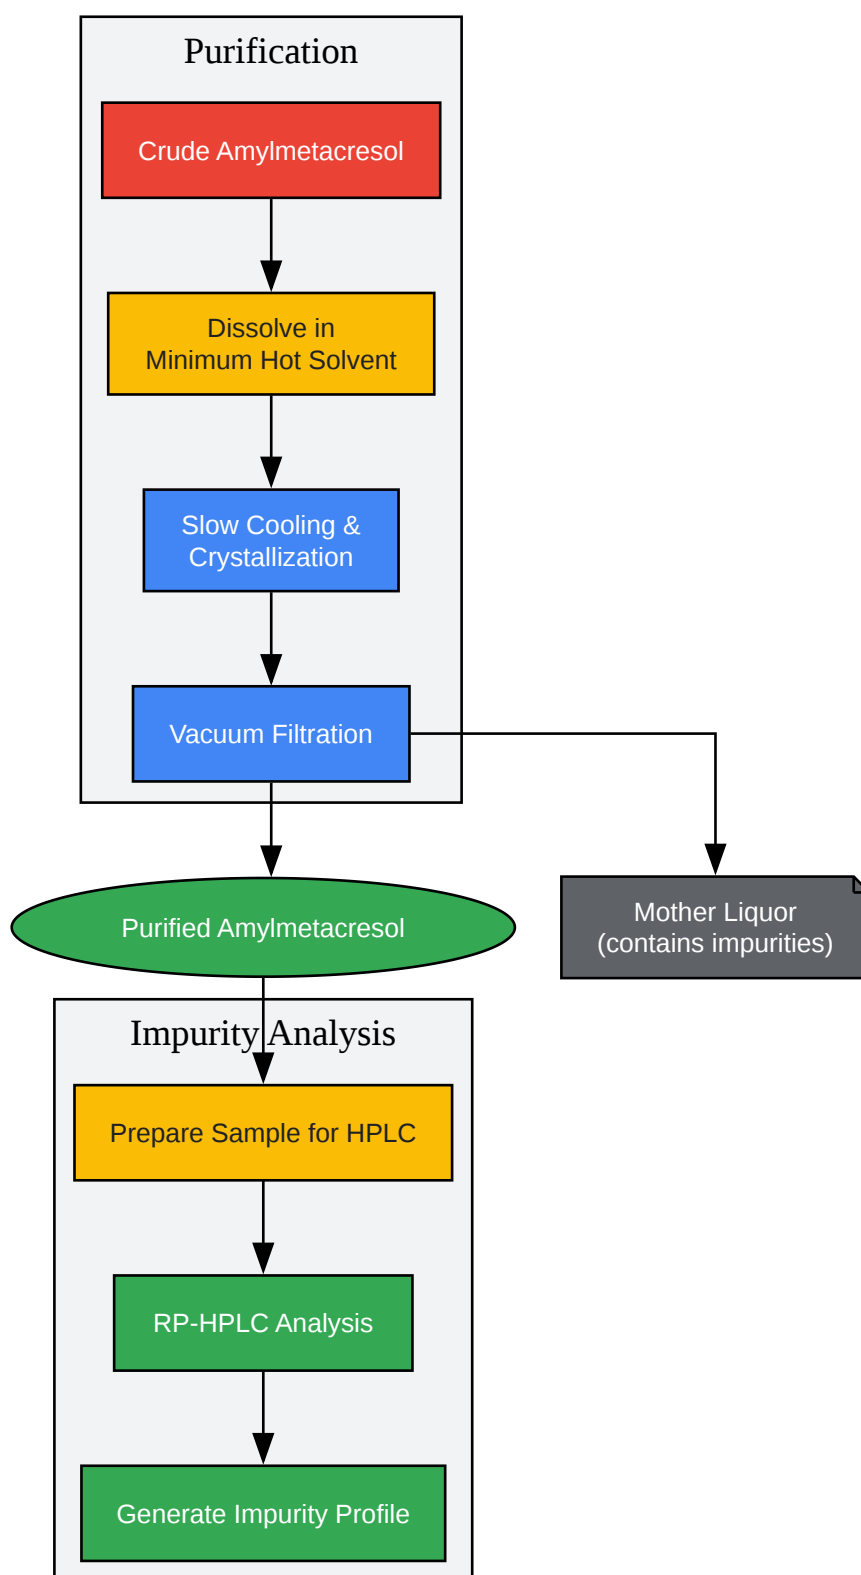 Purification
Crude Amylmetacresol
Dissolve in
Minimum Hot Solvent
Slow Cooling &
Crystallization
Vacuum Filtration
Purified Amylmetacresol
Mother Liquor
(contains impurities)
Impurity Analysis
Prepare Sample for HPLC
RP-HPLC Analysis
Generate Impurity Profile